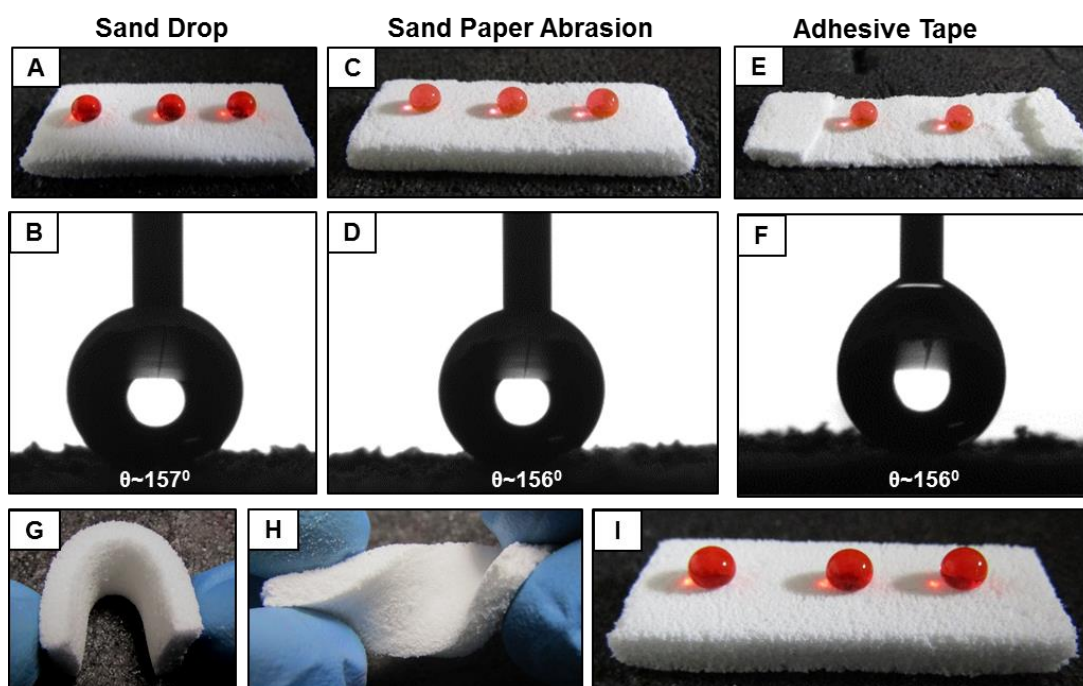 Sand Drop
Sand Paper Abrasion
Adhesive Tape
A
C
E
B
D
F
θ~157⁰
θ~156⁰
θ~156⁰
G
H
I